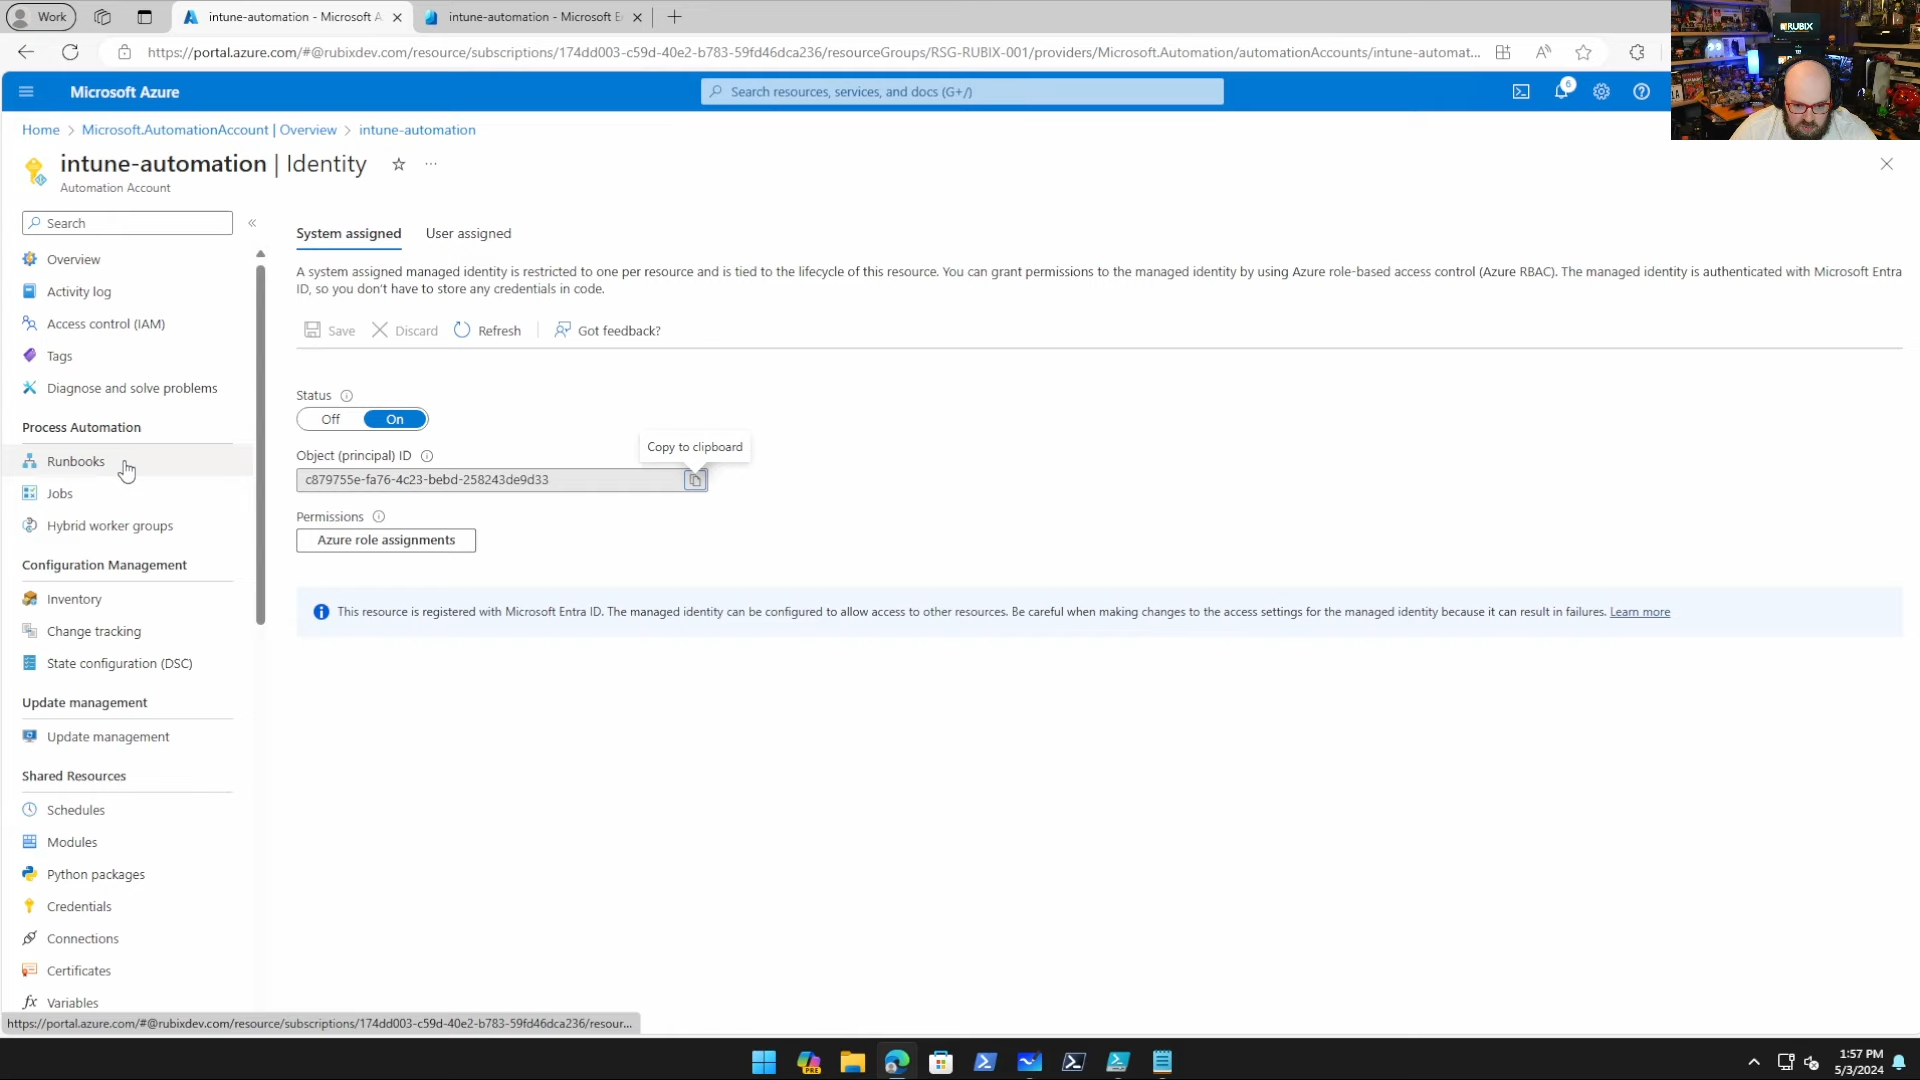 Work
intune-automation - Microsoft A
intune-automation - Microsoft E
https://portal.azure.com/#@rubixdev.com/resource/subscriptions/174dd003-c59d-40e2-b783-59fd46dca236/resourceGroups/RSG-RUBIX-001/providers/Microsoft.Automation/automationAccounts/intune-automat...
Microsoft Azure
Search resources, services, and docs (G+/)
6
RUBIX
Home > Microsoft.AutomationAccount | Overview > intune-automation
intune-automation | Identity
Automation Account
Search
Overview
Activity log
Access control (IAM)
Tags
Diagnose and solve problems
Process Automation
Runbooks
Jobs
Hybrid worker groups
Configuration Management
Inventory
Change tracking
State configuration (DSC)
Update management
Update management
Shared Resources
Schedules
Modules
Python packages
Credentials
Connections
Certificates
Variables
System assigned
User assigned
A system assigned managed identity is restricted to one per resource and is tied to the lifecycle of this resource. You can grant permissions to the managed identity by using Azure role-based access control (Azure RBAC). The managed identity is authenticated with Microsoft Entra
ID, so you don't have to store any credentials in code.
Save
Discard
Refresh
Got feedback?
Status
Off
On
Copy to clipboard
Object (principal) ID
c879755e-fa76-4c23-bebd-258243de9d33
Permissions
Azure role assignments
This resource is registered with Microsoft Entra ID. The managed identity can be configured to allow access to other resources. Be careful when making changes to the access settings for the managed identity because it can result in failures. Learn more
https://portal.azure.com/#@rubixdev.com/resource/subscriptions/174dd003-c59d-40e2-b783-59fd46dca236/resour...
PRE
1:57 PM
5/3/2024